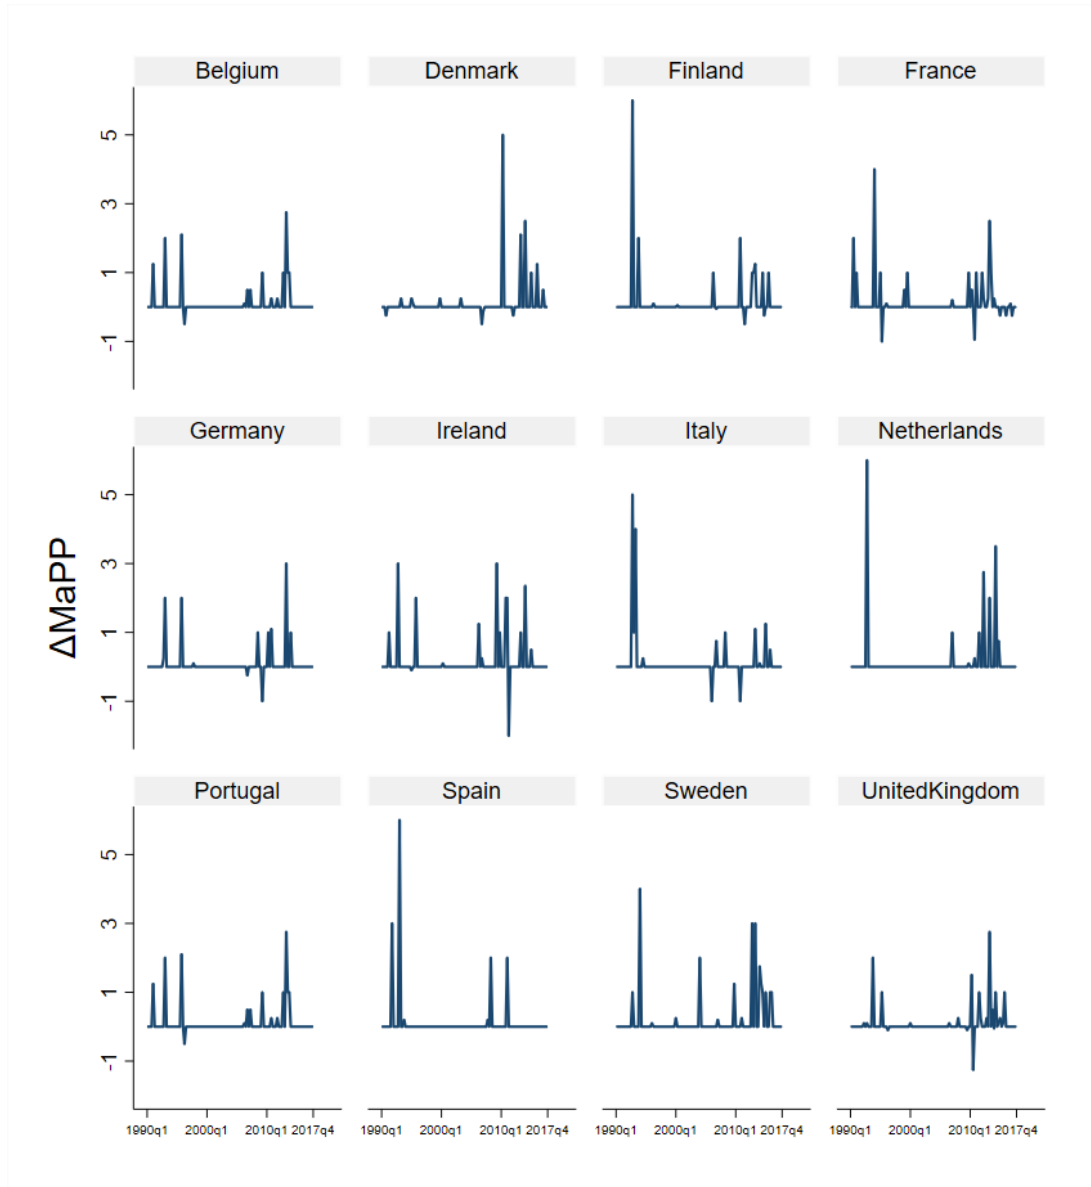 Belgium Denmark Finland France
5
3
1
-1
Germany Ireland Italy Netherlands
ΔMaPP
5
3
1
-1
Portugal Spain Sweden UnitedKingdom
5
3
1
-1
1990q1 2000q1 2010q1 2017q4 1990q1 2000q1 2010q1 2017q4 1990q1 2000q1 2010q1 2017q4 1990q1 2000q1 2010q1 2017q4